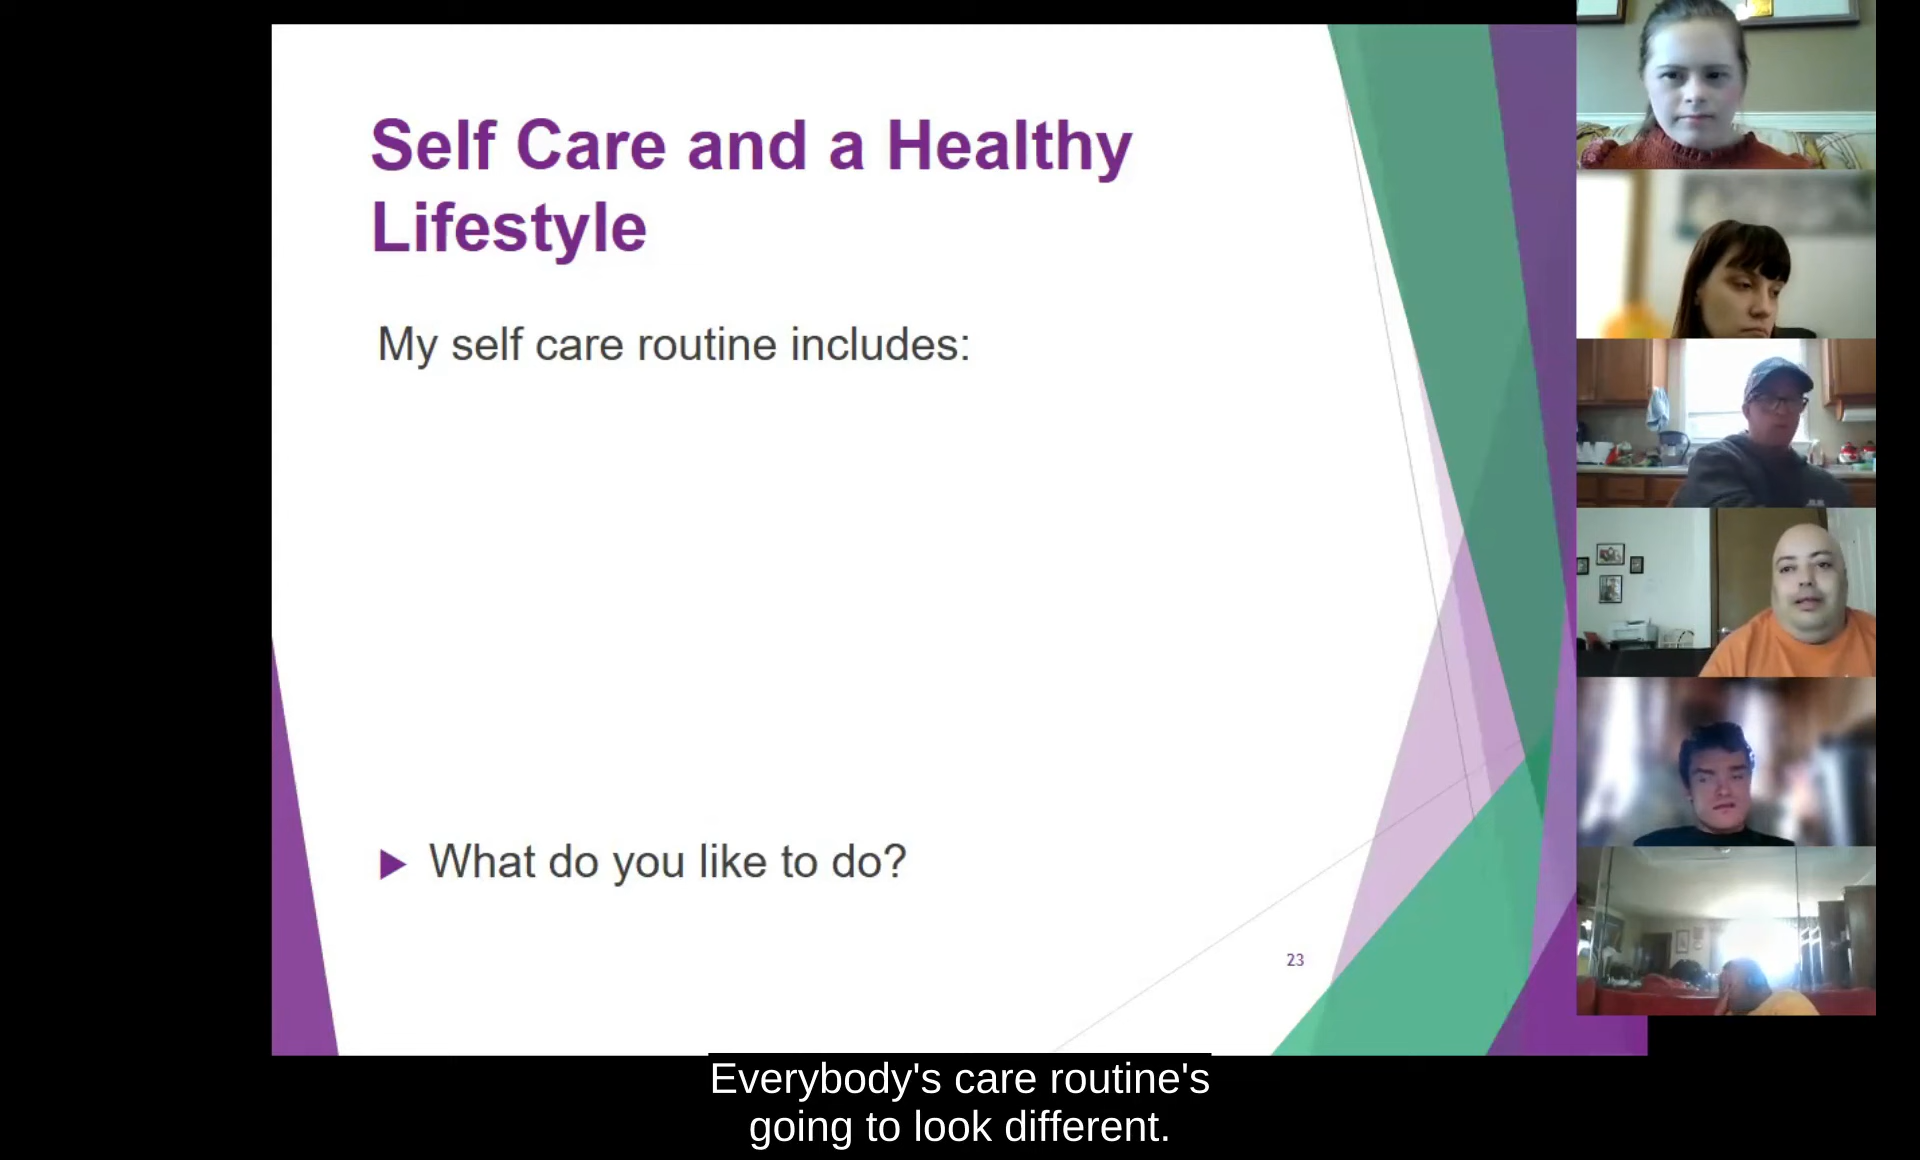 Self Care and a Healthy
Lifestyle
My self care routine includes:
What do you like to do?
23
Everybody's care routine's
going to look different.